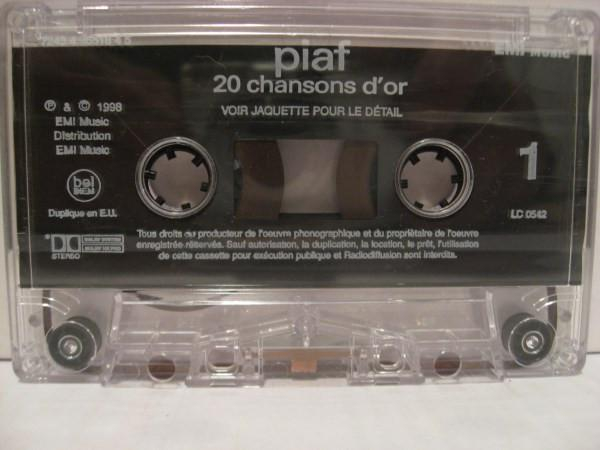 piaf
EMI Music
20 chansons d'or
VOIR JAQUETTE POUR LE DÉTAIL
℗ & © 1998
EMI Music
Distribution
EMI Music
1
bel
BIEM
Duplique en E.U.
LC 0542
STEREO
Tous droits du producteur de l'oeuvre phonographique et du propriétaire de l'oeuvre
enregistrée réservés. Sauf autorisation, la duplication, la location, le prêt, l'utilisation
de cette cassette pour exécution publique et Radiodiffusion sont interdits.